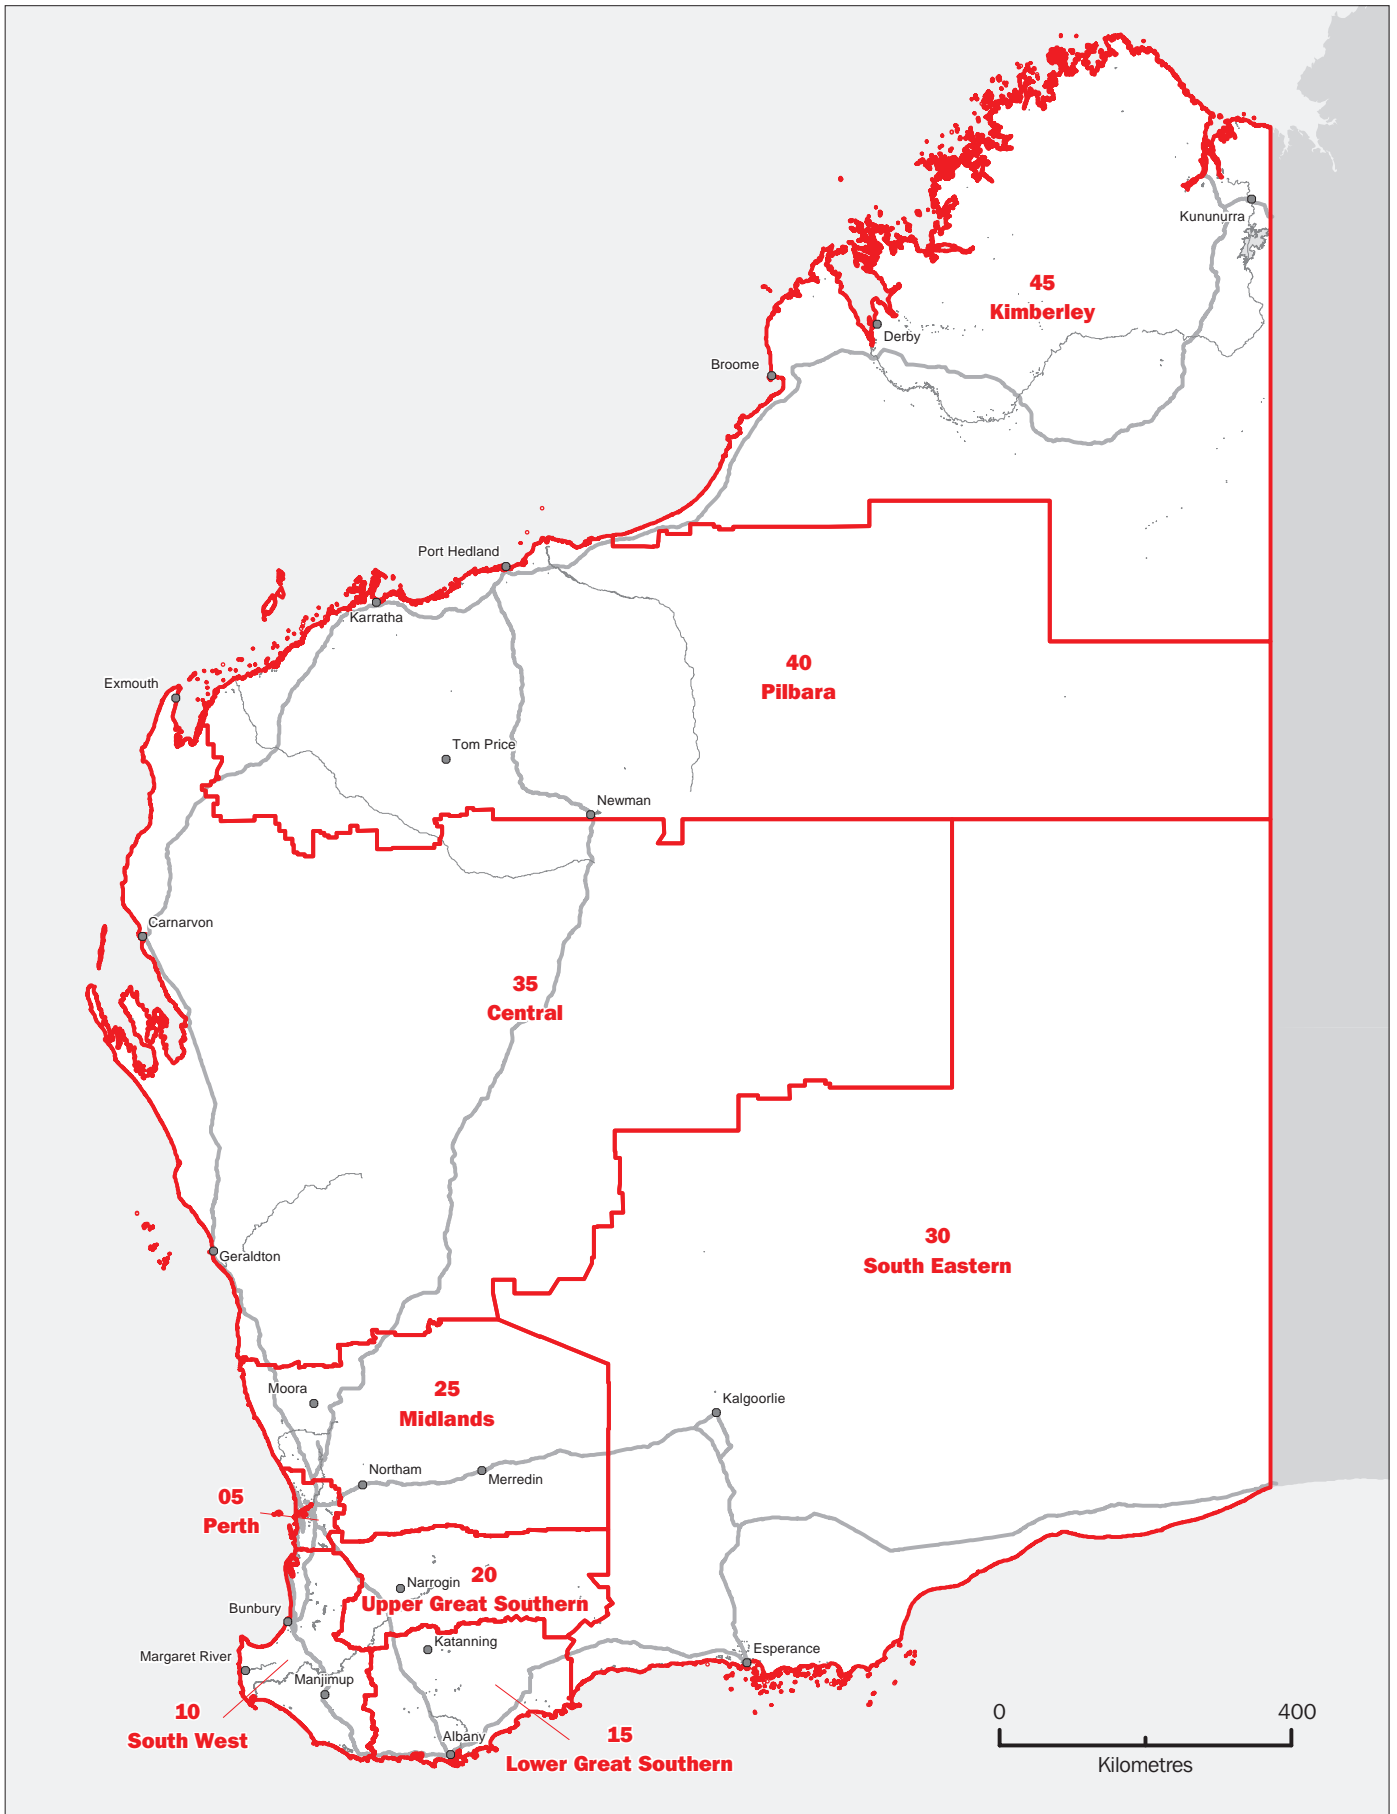 Kununurra
45
Kimberley
Derby
Broome
Port Hedland
Karratha
40
Pilbara
Exmouth
Tom Price
Newman
Carnarvon
35
Central
30
South Eastern
Geraldton
Moora
25
Midlands
Kalgoorlie
Northam
Merredin
05
Perth
20
Upper Great Southern
Narrogin
Bunbury
Katanning
Esperance
Margaret River
Manjimup
10
South West
Albany
15
Lower Great Southern
0 400
Kilometres